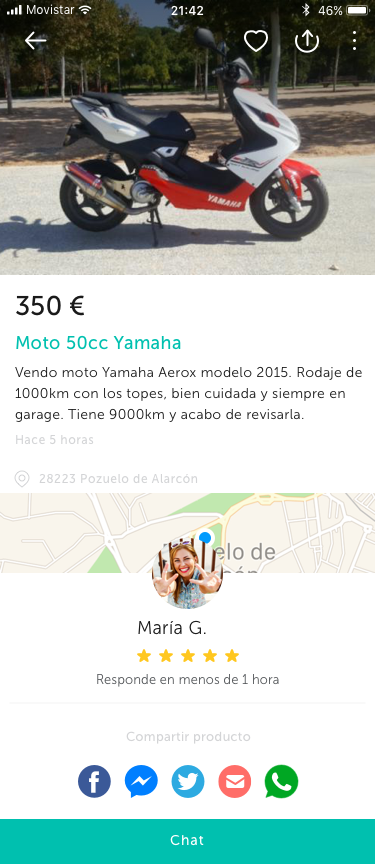 Movistar 21:42 46%
YAMAHA
350 €
Moto 50cc Yamaha
Vendo moto Yamaha Aerox modelo 2015. Rodaje de
1000km con los topes, bien cuidada y siempre en
garage. Tiene 9000km y acabo de revisarla.
Hace 5 horas
28223 Pozuelo de Alarcón
elo de
María G.
Responde en menos de 1 hora
Compartir producto
Chat